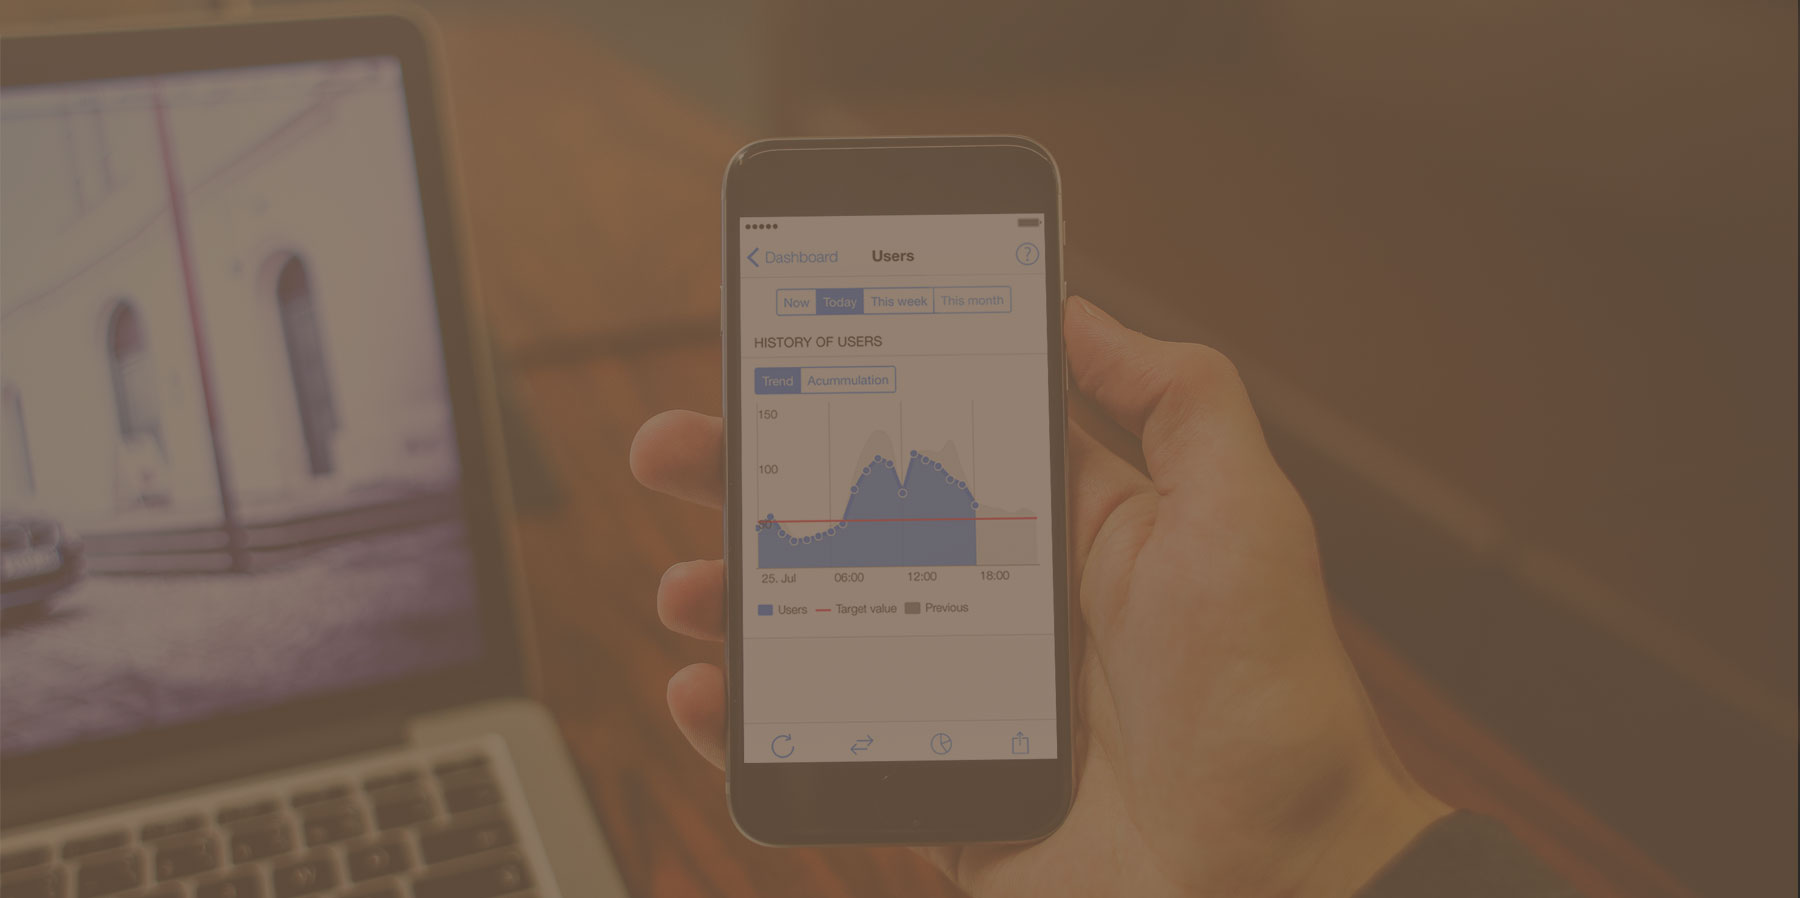 Dashboard Users ?
Now Today This week This month
HISTORY OF USERS
Trend Acummulation
150
100
50
25. Jul 06:00 12:00 18:00
Users Target value Previous